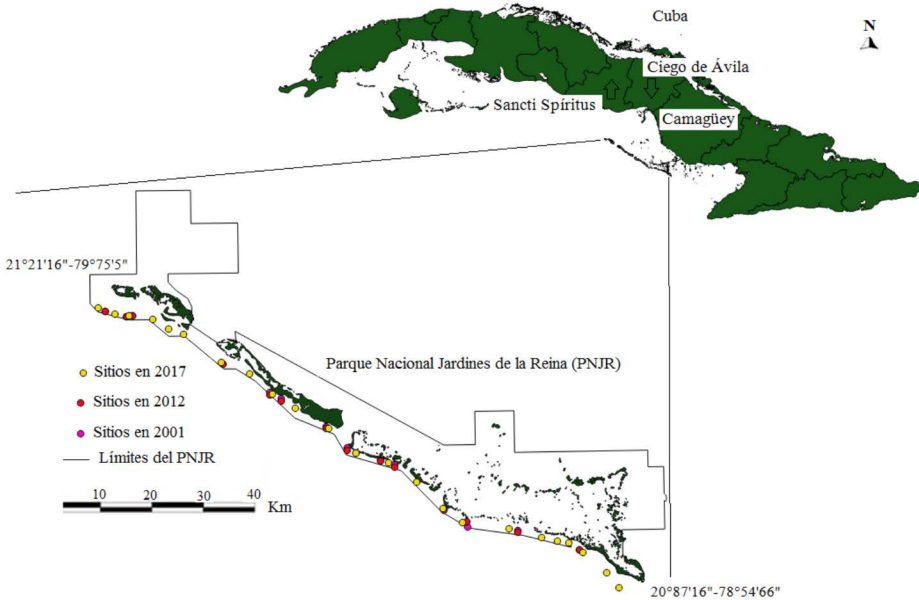 Cuba
N
Ciego de Ávila
Sancti Spíritus
Camagüey
21°21'16"-79°75'5"
Parque Nacional Jardines de la Reina (PNJR)
Sitios en 2017
Sitios en 2012
Sitios en 2001
Límites del PNJR
10 20 30 40
Km
20°87'16"-78°54'66"